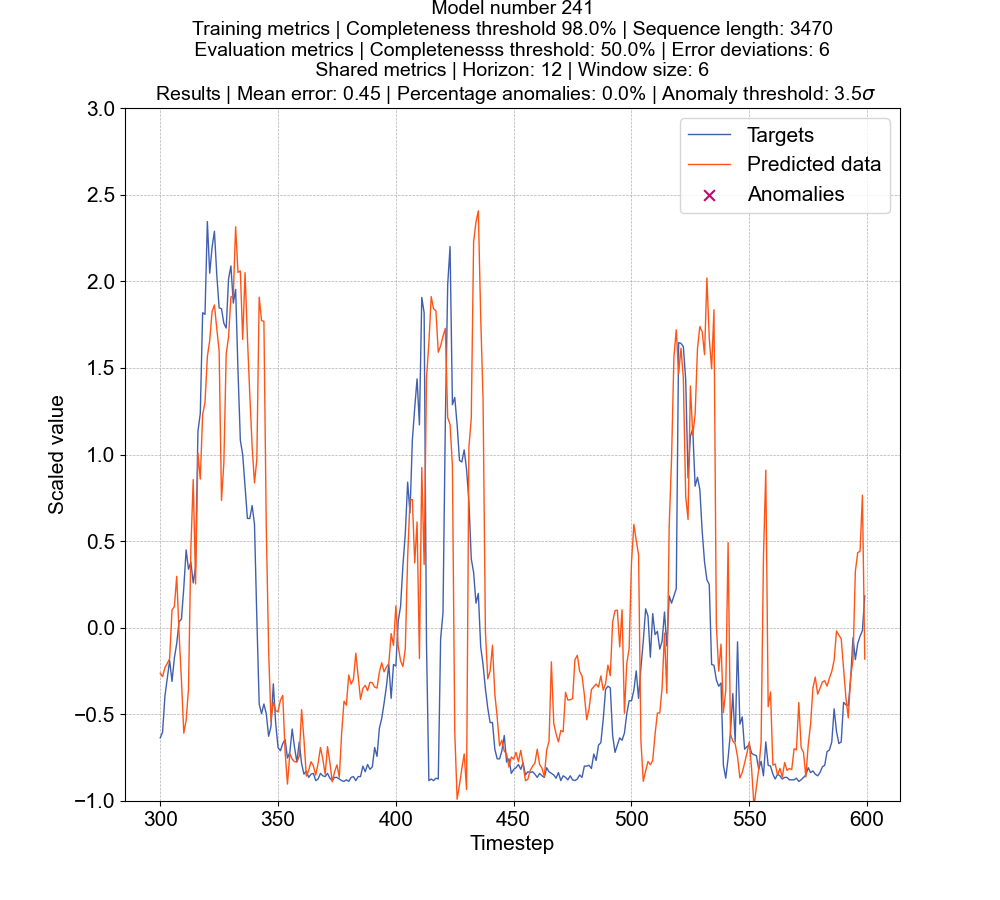 Model number 241
Training metrics | Completeness threshold 98.0% | Sequence length: 3470
Evaluation metrics | Completenesss threshold: 50.0% | Error deviations: 6
Shared metrics | Horizon: 12 | Window size: 6
Results | Mean error: 0.45 | Percentage anomalies: 0.0% | Anomaly threshold: 3.5σ
Targets
Predicted data
Anomalies
Scaled value
3.0
2.5
2.0
1.5
1.0
0.5
0.0
−0.5
−1.0
300 350 400 450 500 550 600
Timestep